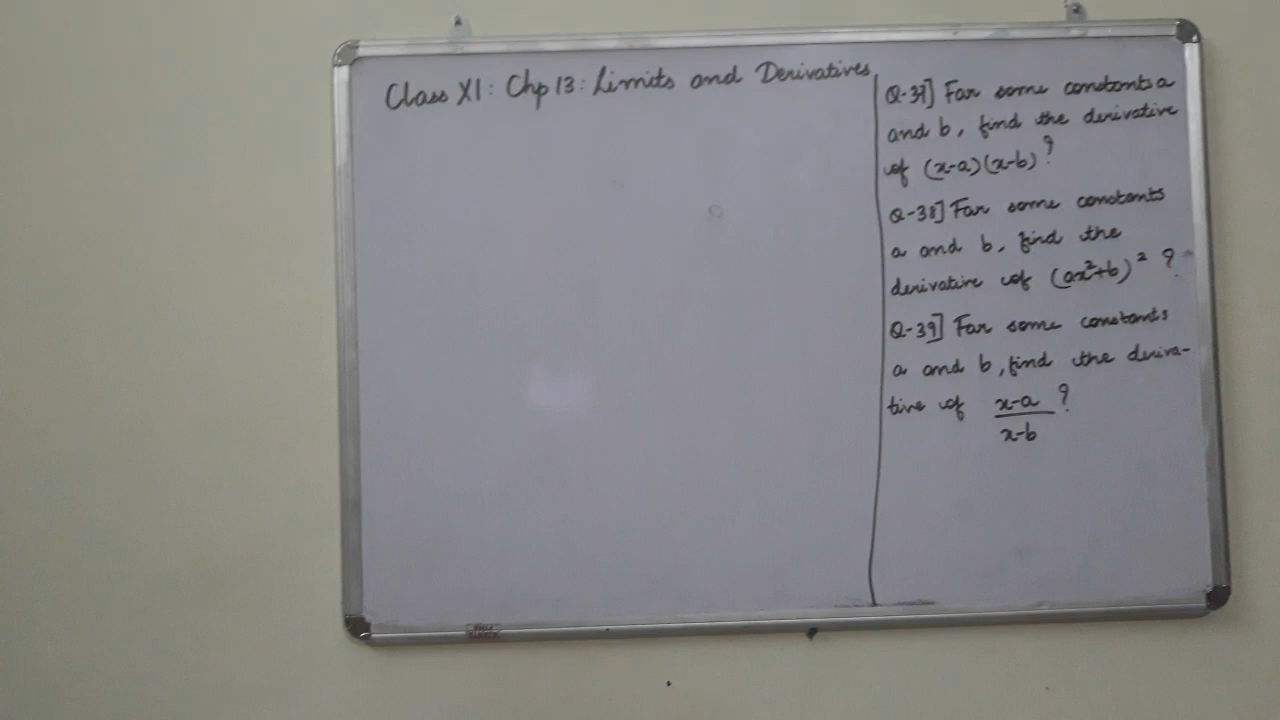 Class XI: Chp 13: Limits and Derivatives
Q-37] For some constants a
and b, find the derivative
of (x-a)(x-b)?
Q-38] For some constants
a and b, find the
derivative of (ax²+b)² ?
Q-39] For some constants
a and b, find the deriva-
tive of x-a ?
x-b